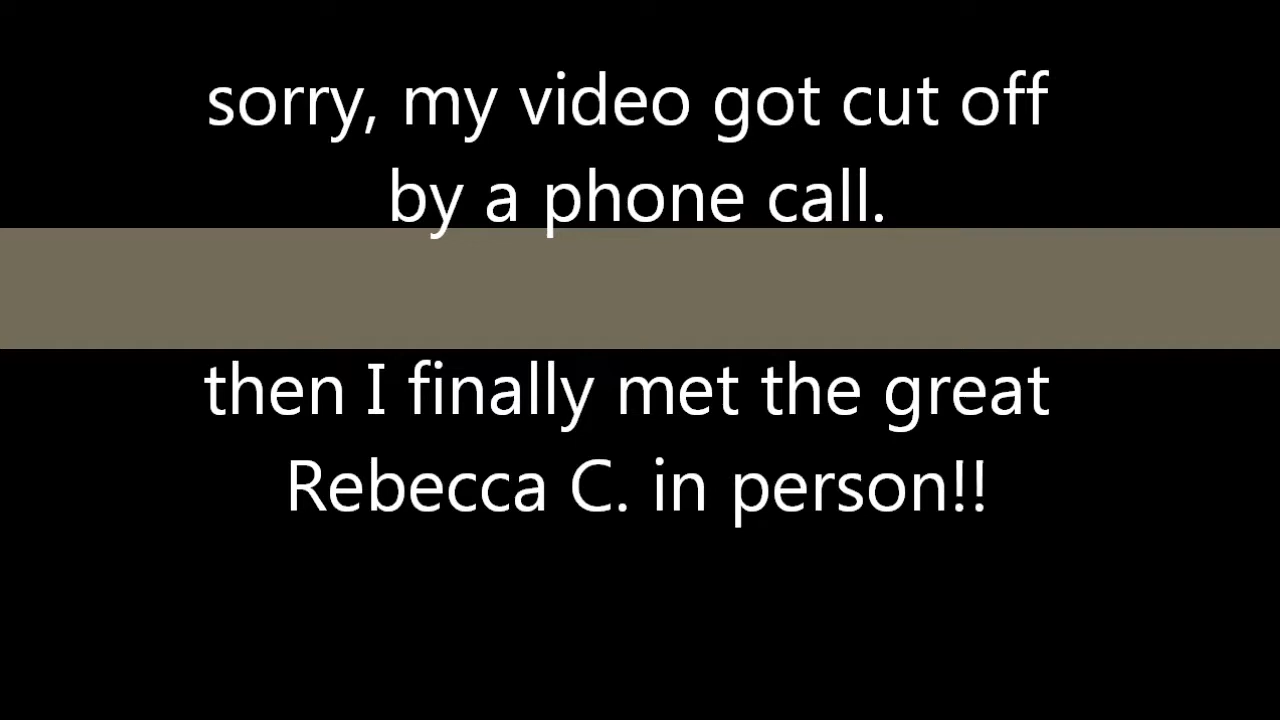 sorry, my video got cut off
by a phone call.
then I finally met the great
Rebecca C. in person!!